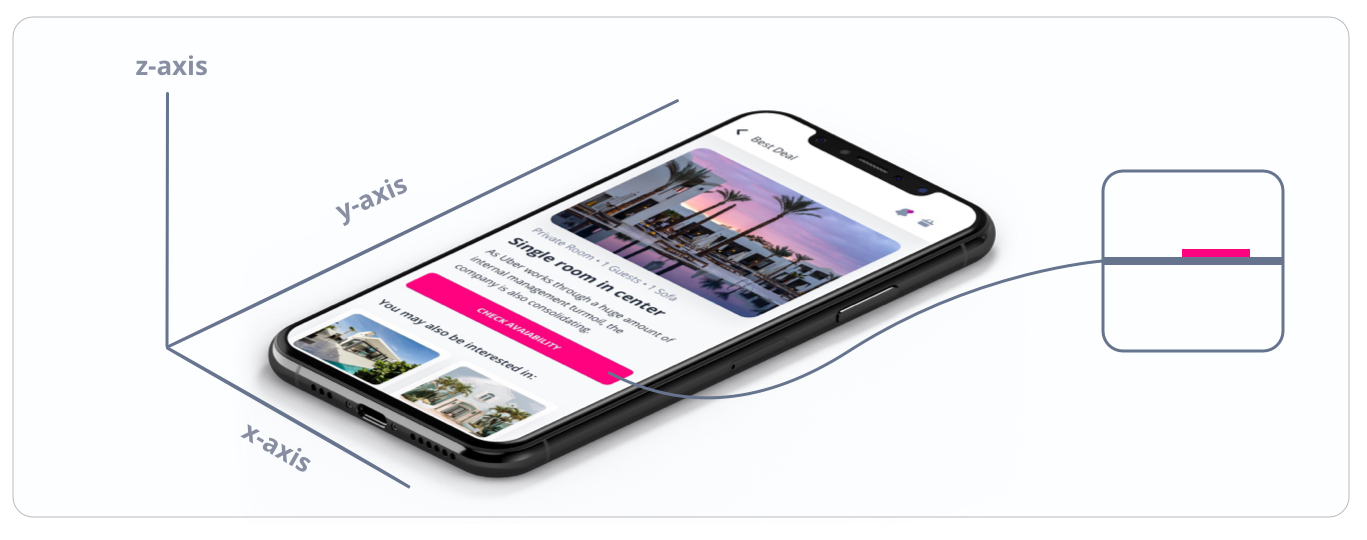 z-axis
y-axis
x-axis
Best Deal
Private Room • 1 Guests • 1 Sofa
Single room in center
As Uber works through a huge amount of
internal management turmoil, the
company is also consolidating.
CHECK AVAIABILITY
You may also be interested in: